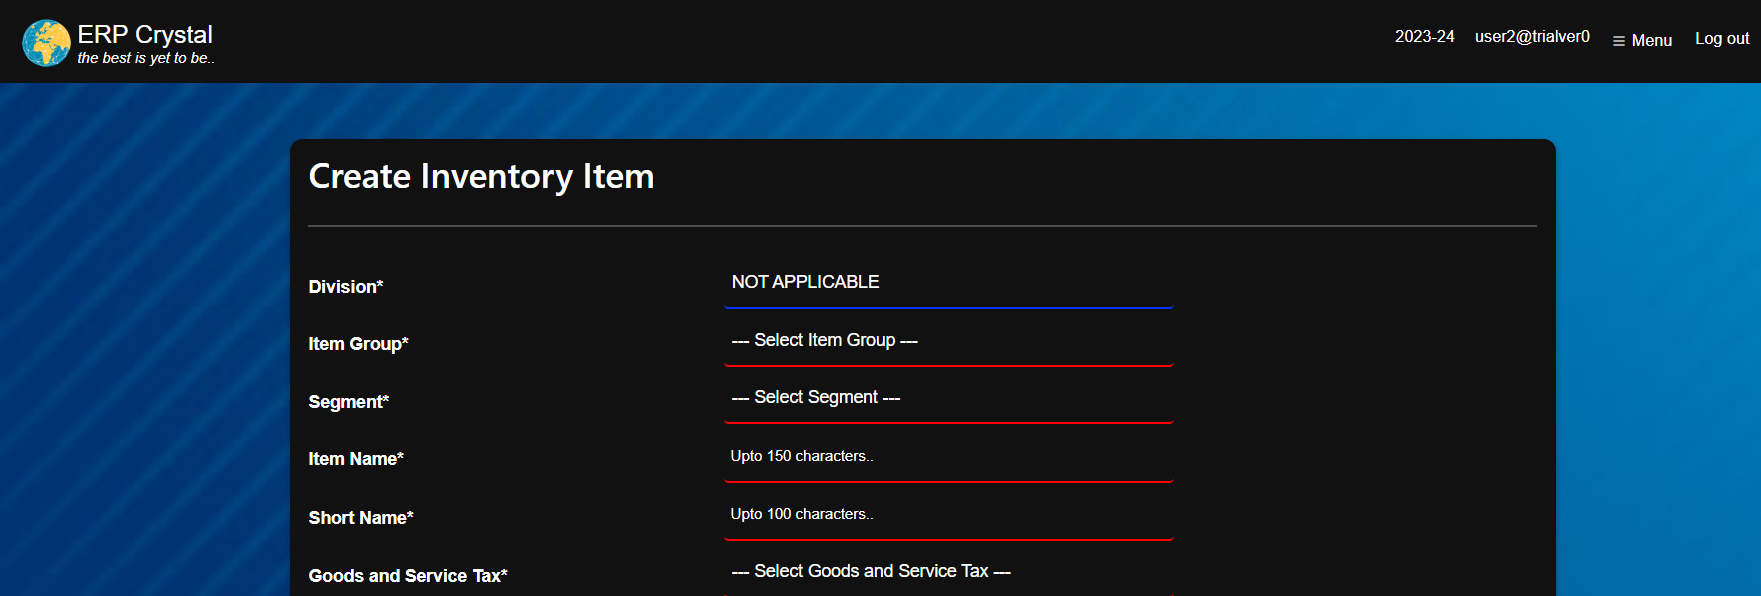 ERP Crystal
the best is yet to be..
2023-24 user2@trialver0 Menu Log out
Create Inventory Item
Division* NOT APPLICABLE
Item Group* --- Select Item Group ---
Segment* --- Select Segment ---
Item Name* Upto 150 characters..
Short Name* Upto 100 characters..
Goods and Service Tax* --- Select Goods and Service Tax ---